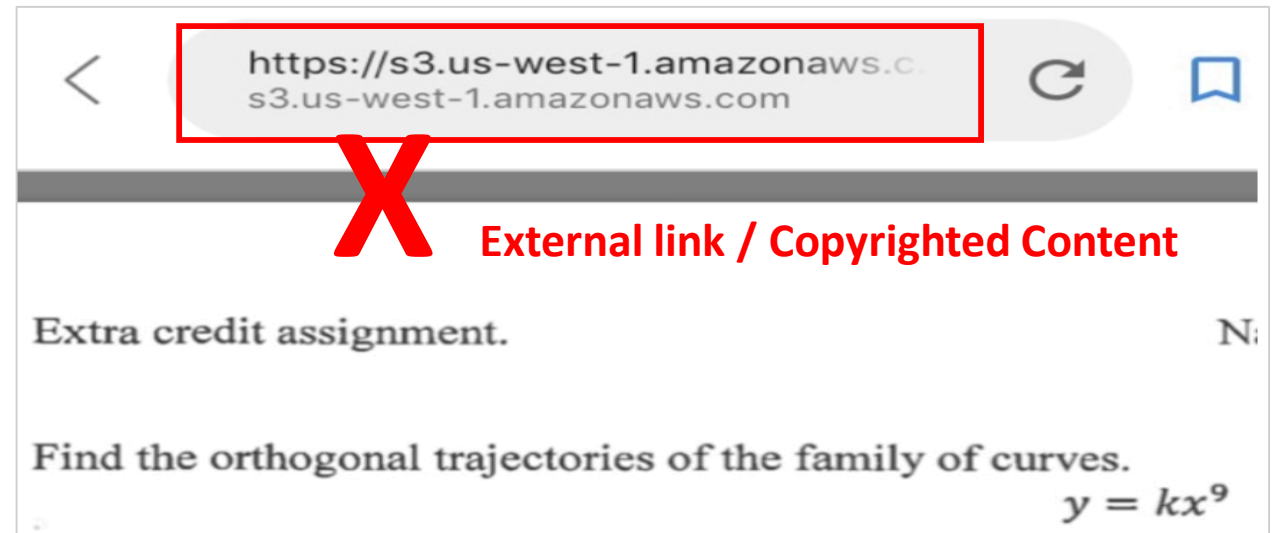 https://s3.us-west-1.amazonaws.c
s3.us-west-1.amazonaws.com
X
External link / Copyrighted Content
Extra credit assignment.
Find the orthogonal trajectories of the family of curves.
y = kx⁹